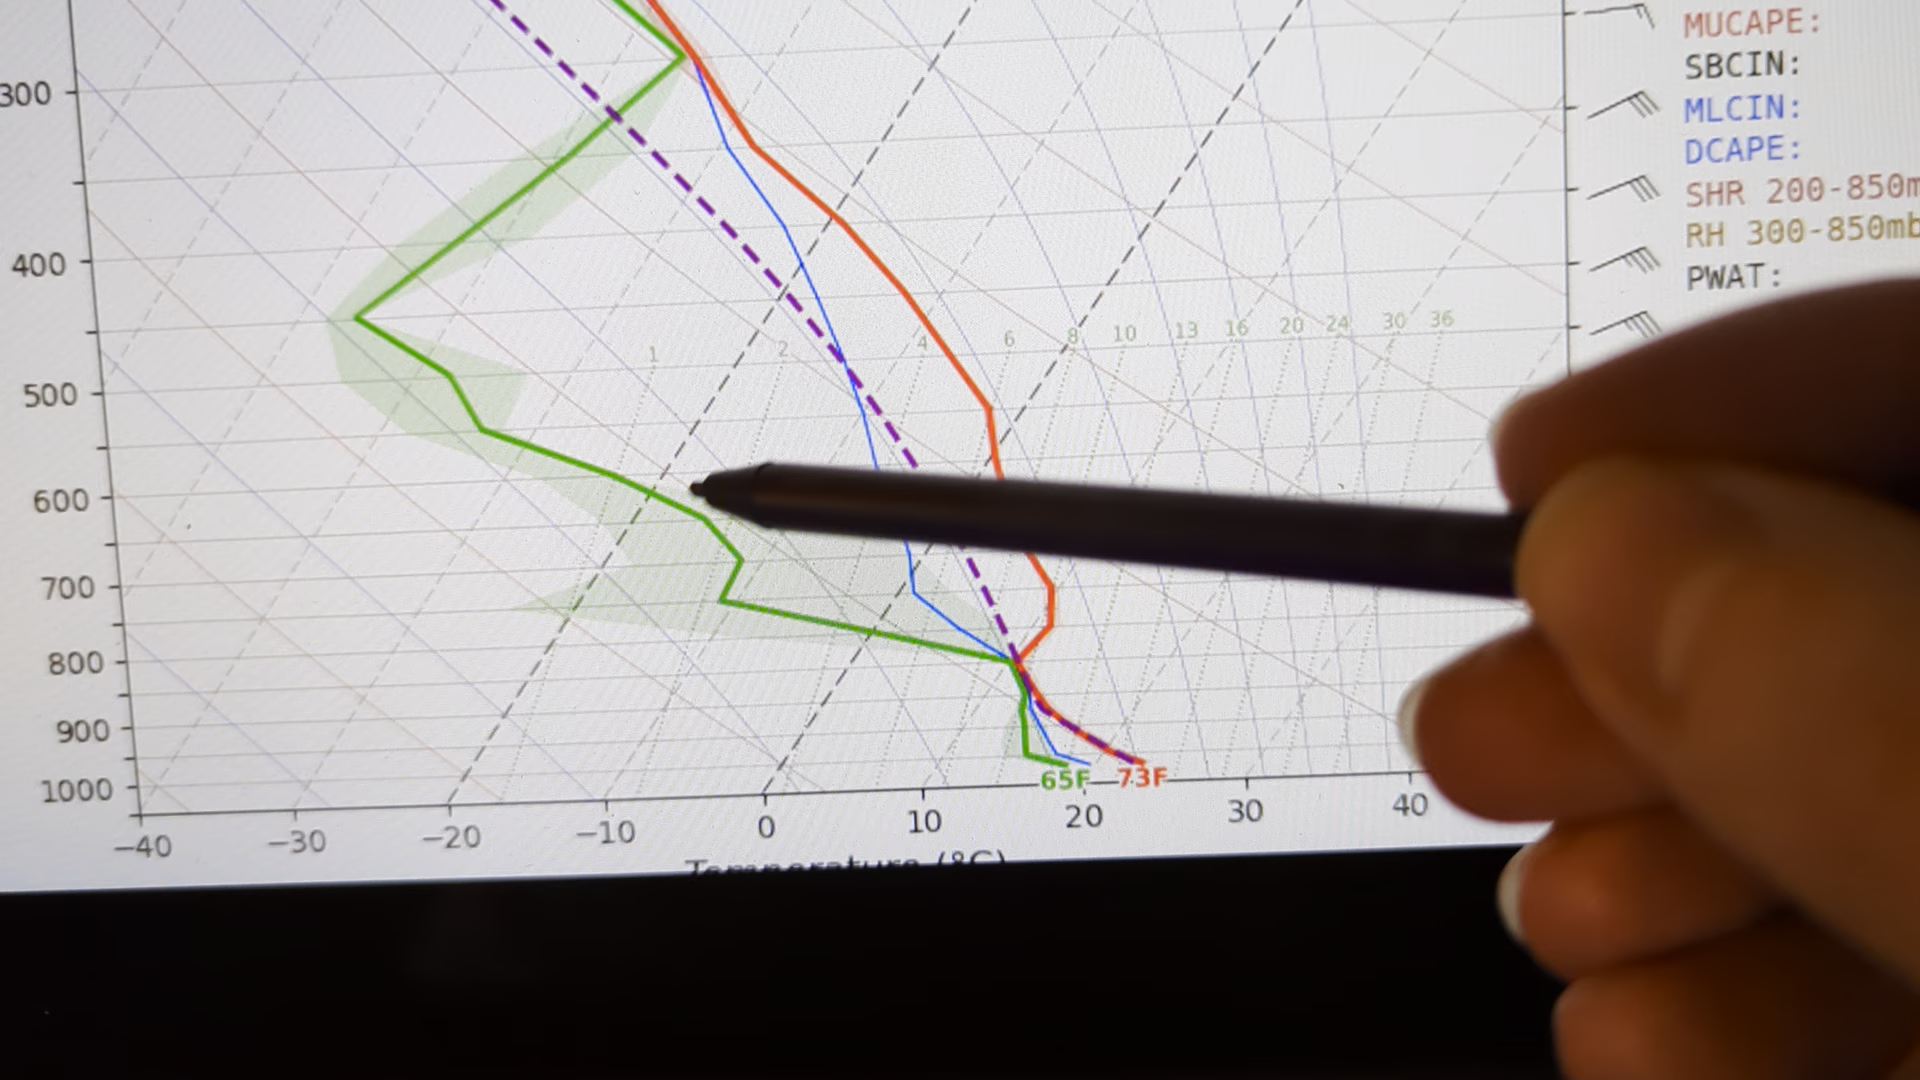 300
400
500
600
700
800
900
1000
1
2
4
6
8
10
13
16
20
24
30
36
65F
73F
−40
−30
−20
−10
0
10
20
30
40
Temperature (°C)
MUCAPE:
SBCIN:
MLCIN:
DCAPE:
SHR 200-850m
RH 300-850mb
PWAT: